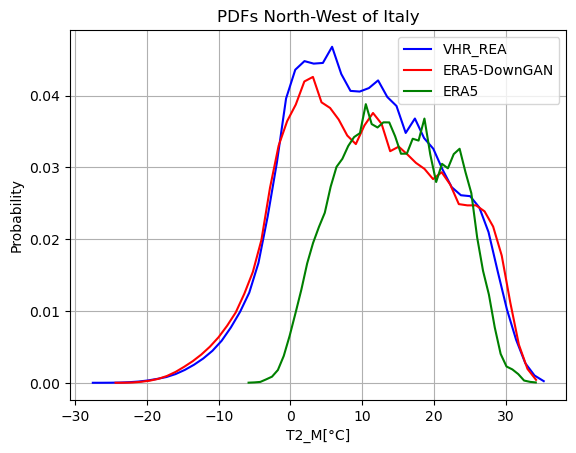 PDFs North-West of Italy
VHR_REA
ERA5-DownGAN
ERA5
0.04
0.03
0.02
0.01
0.00
Probability
−30 −20 −10 0 10 20 30
T2_M[°C]